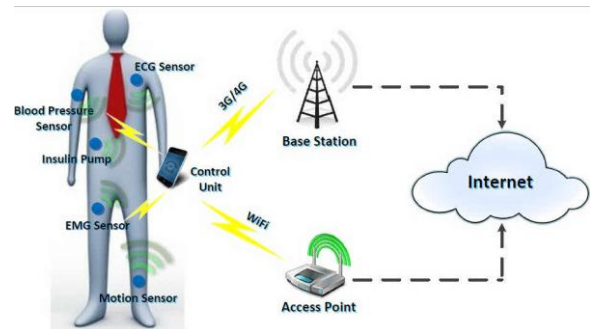 ECG Sensor
Blood Pressure
Sensor
Insulin Pump
EMG Sensor
Motion Sensor
Control
Unit
3G/4G
WiFi
Base Station
Access Point
Internet